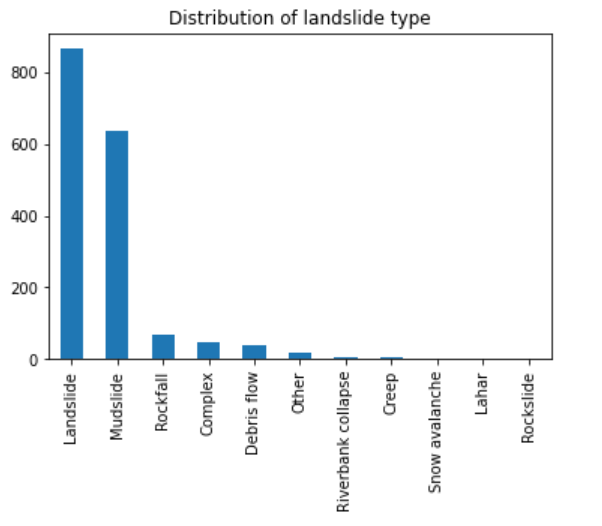 Distribution of landslide type
800
600
400
200
0
Landslide
Mudslide
Rockfall
Complex
Debris flow
Other
Riverbank collapse
Creep
Snow avalanche
Lahar
Rockslide